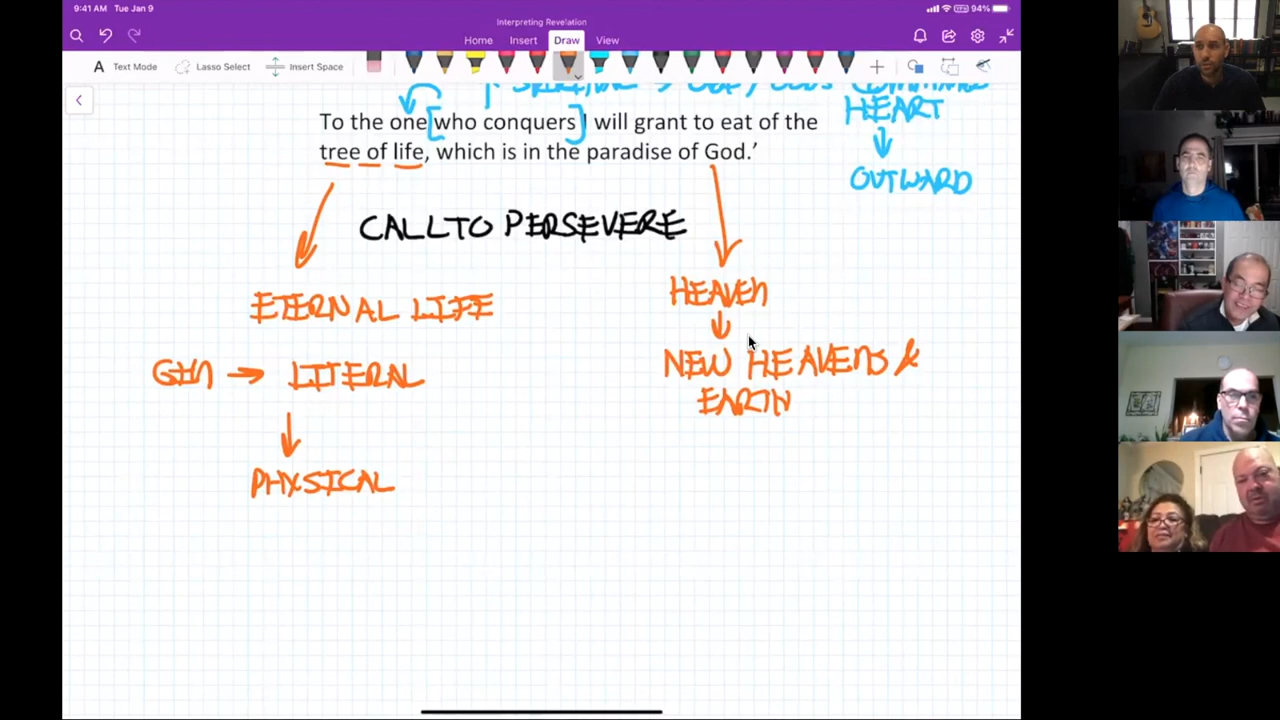 9:41 AM Tue Jan 9
94%
Interpreting Revelation
Home Insert Draw View
A Text Mode Lasso Select Insert Space
HEART
To the one [who conquers] I will grant to eat of the
tree of life, which is in the paradise of God.’
OUTWARD
CALL TO PERSEVERE
HEAVEN
ETERNAL LIFE
NEW HEAVENS &
EARTH
GEN → LITERAL
PHYSICAL